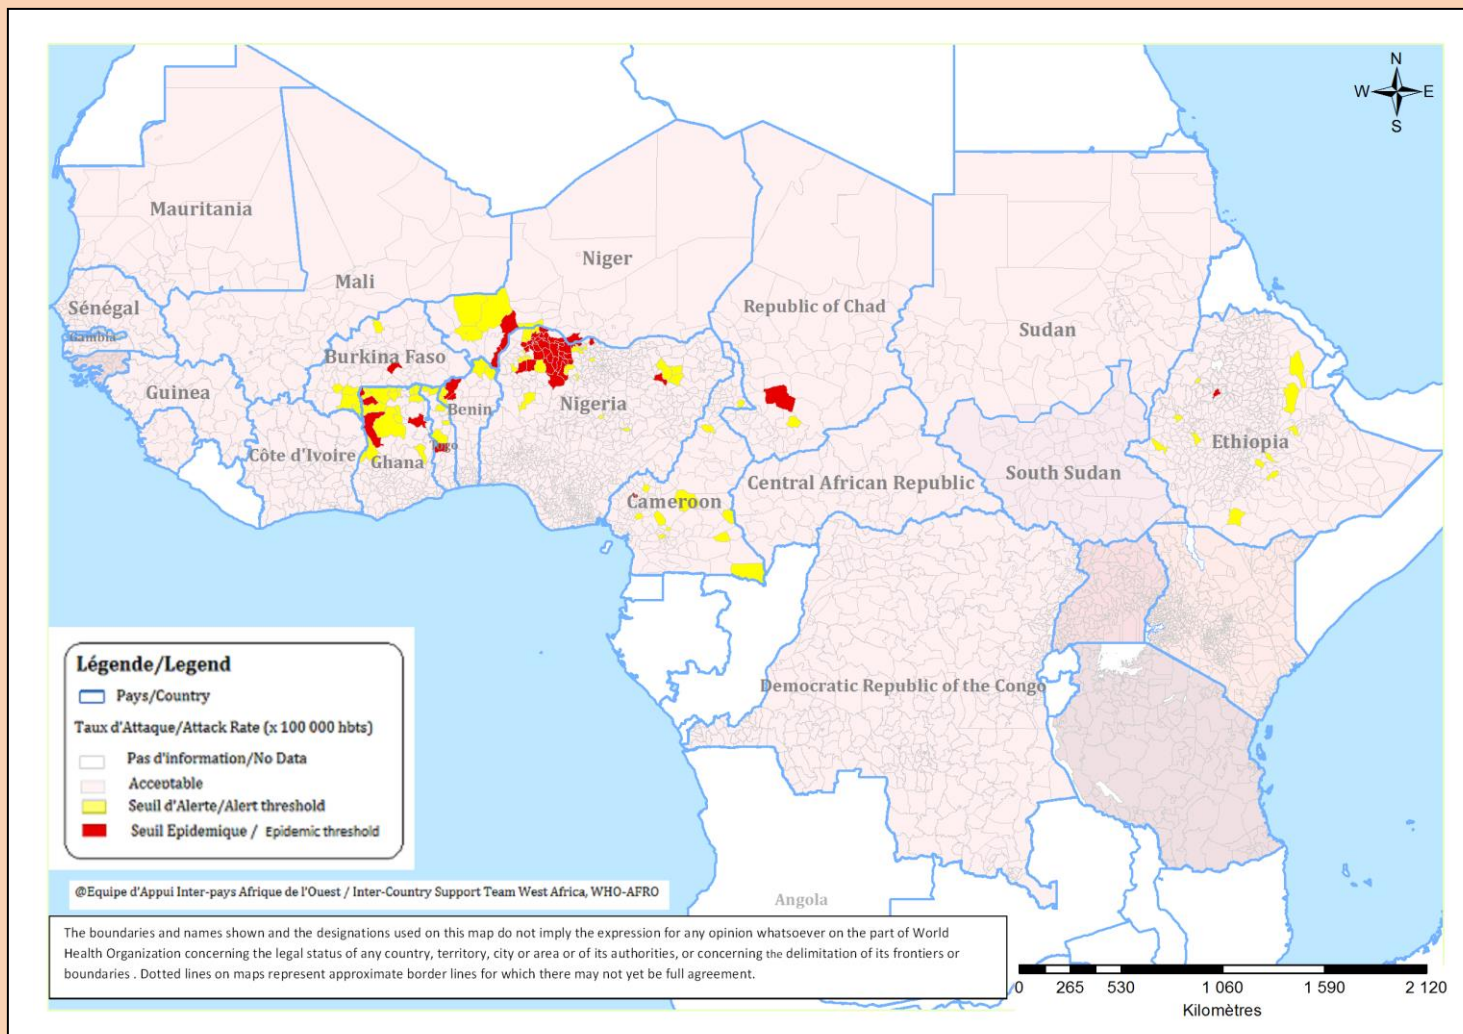 N
W E
S
Mauritania
Mali
Niger
Republic of Chad
Sudan
Sénégal
Gambia
Burkina Faso
Guinea
Benin
Nigeria
Ethiopia
Côte d'Ivoire
Ghana
Togo
Central African Republic
South Sudan
Cameroon
Democratic Republic of the Congo
Angola
Légende/Legend
Pays/Country
Taux d'Attaque/Attack Rate (x 100 000 hbts)
Pas d'information/No Data
Acceptable
Seuil d'Alerte/Alert threshold
Seuil Epidemique / Epidemic threshold
@Equipe d'Appui Inter-pays Afrique de l'Ouest / Inter-Country Support Team West Africa, WHO-AFRO
The boundaries and names shown and the designations used on this map do not imply the expression for any opinion whatsoever on the part of World
Health Organization concerning the legal status of any country, territory, city or area or of its authorities, or concerning the delimitation of its frontiers or
boundaries . Dotted lines on maps represent approximate border lines for which there may not yet be full agreement.
0 265 530 1 060 1 590 2 120
Kilomètres